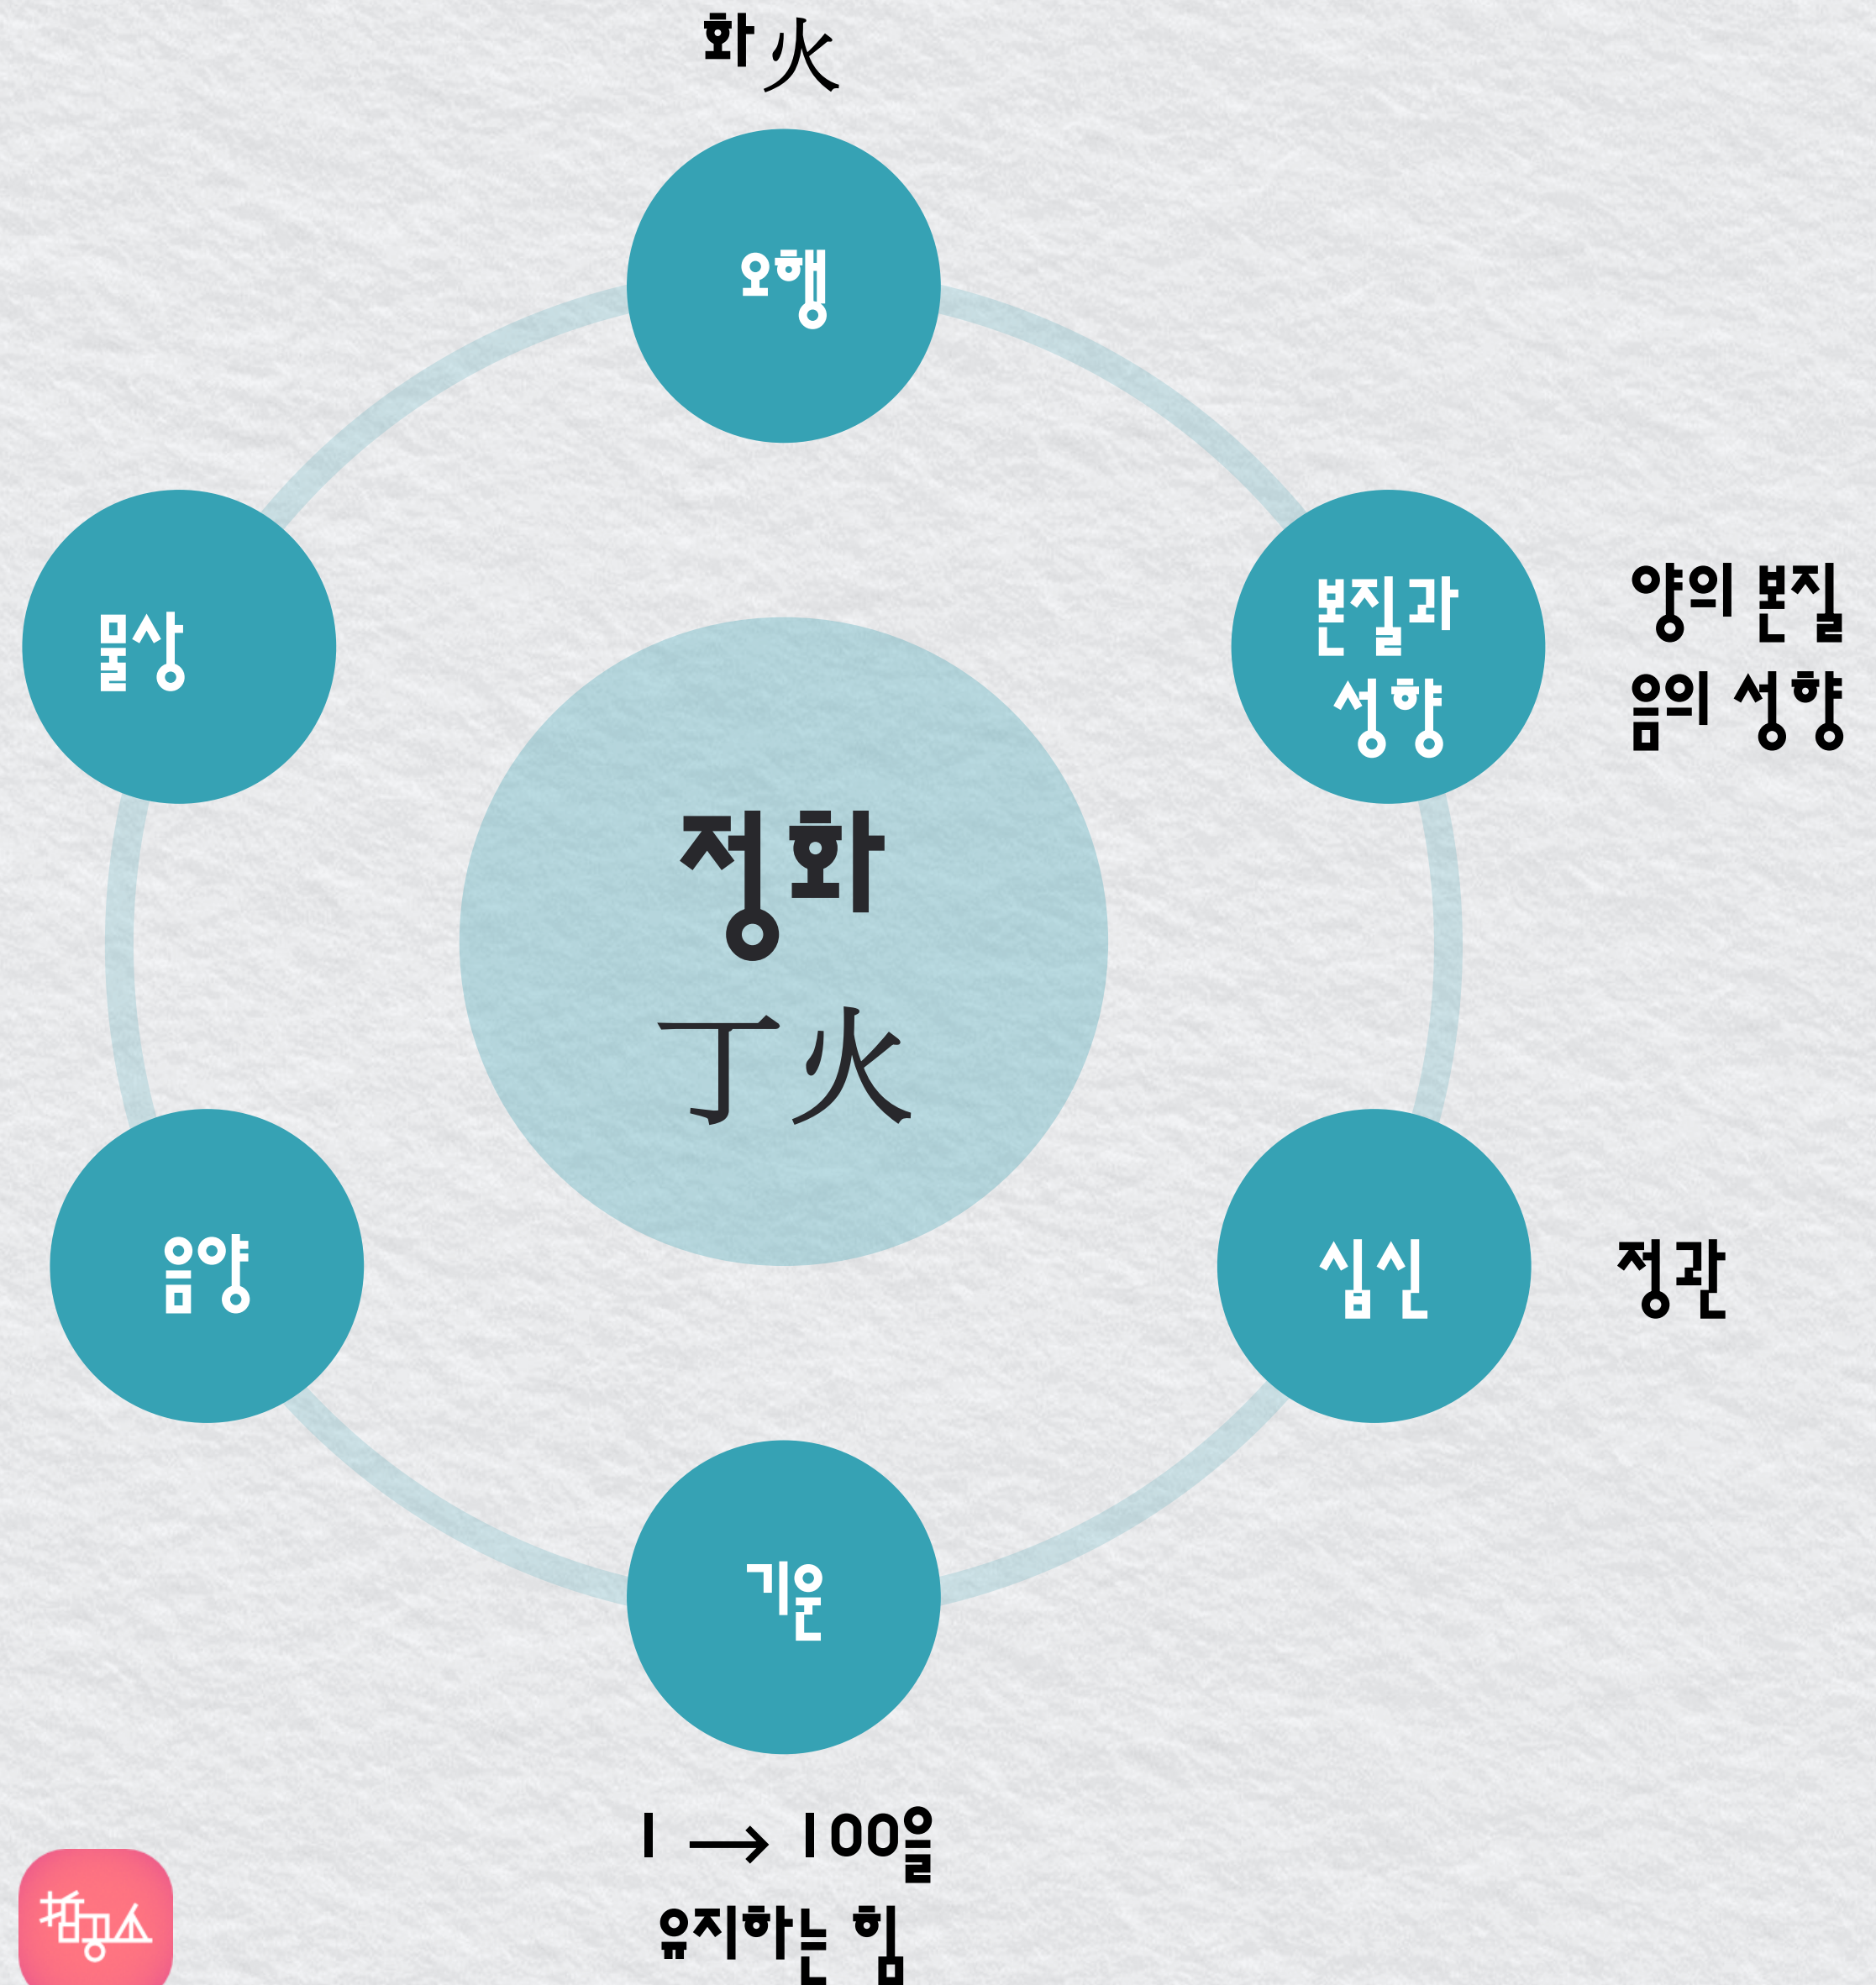 화火
오행
물상
본질과
성향
양의 본질
음의 성향
정화
丁火
음양
심신
정관
기운
1 → 100을
유지하는 힘